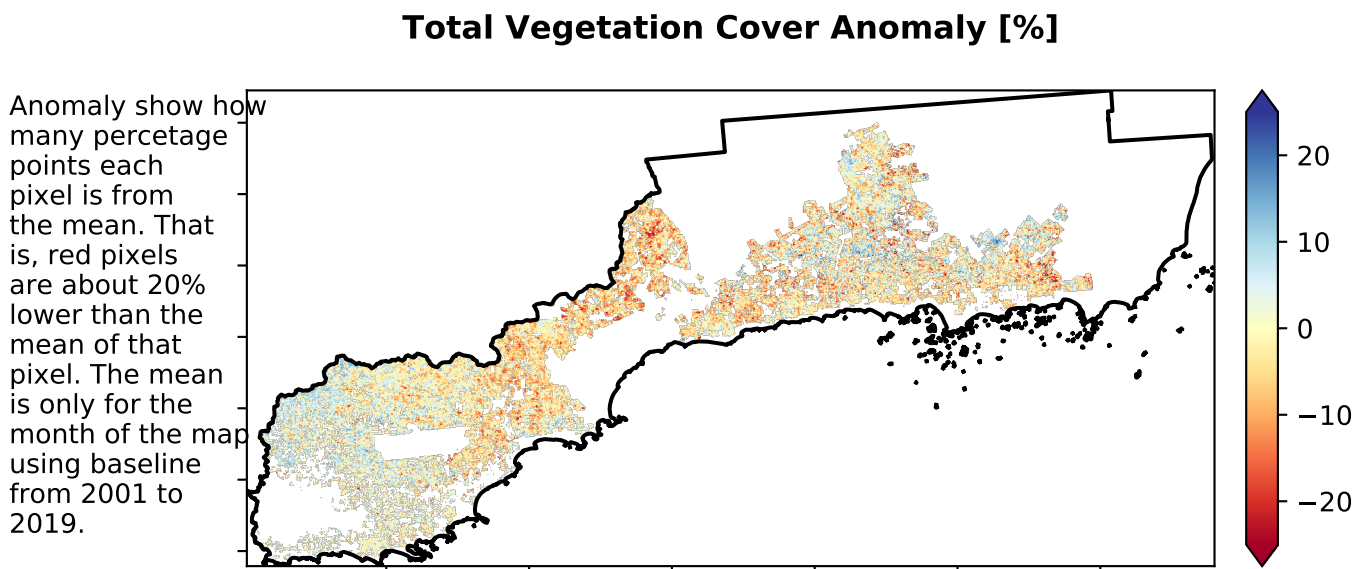 Total Vegetation Cover Anomaly [%]
Anomaly show how
many percetage
points each
pixel is from
the mean. That
is, red pixels
are about 20%
lower than the
mean of that
pixel. The mean
is only for the
month of the map
using baseline
from 2001 to
2019.
20
10
0
−10
−20